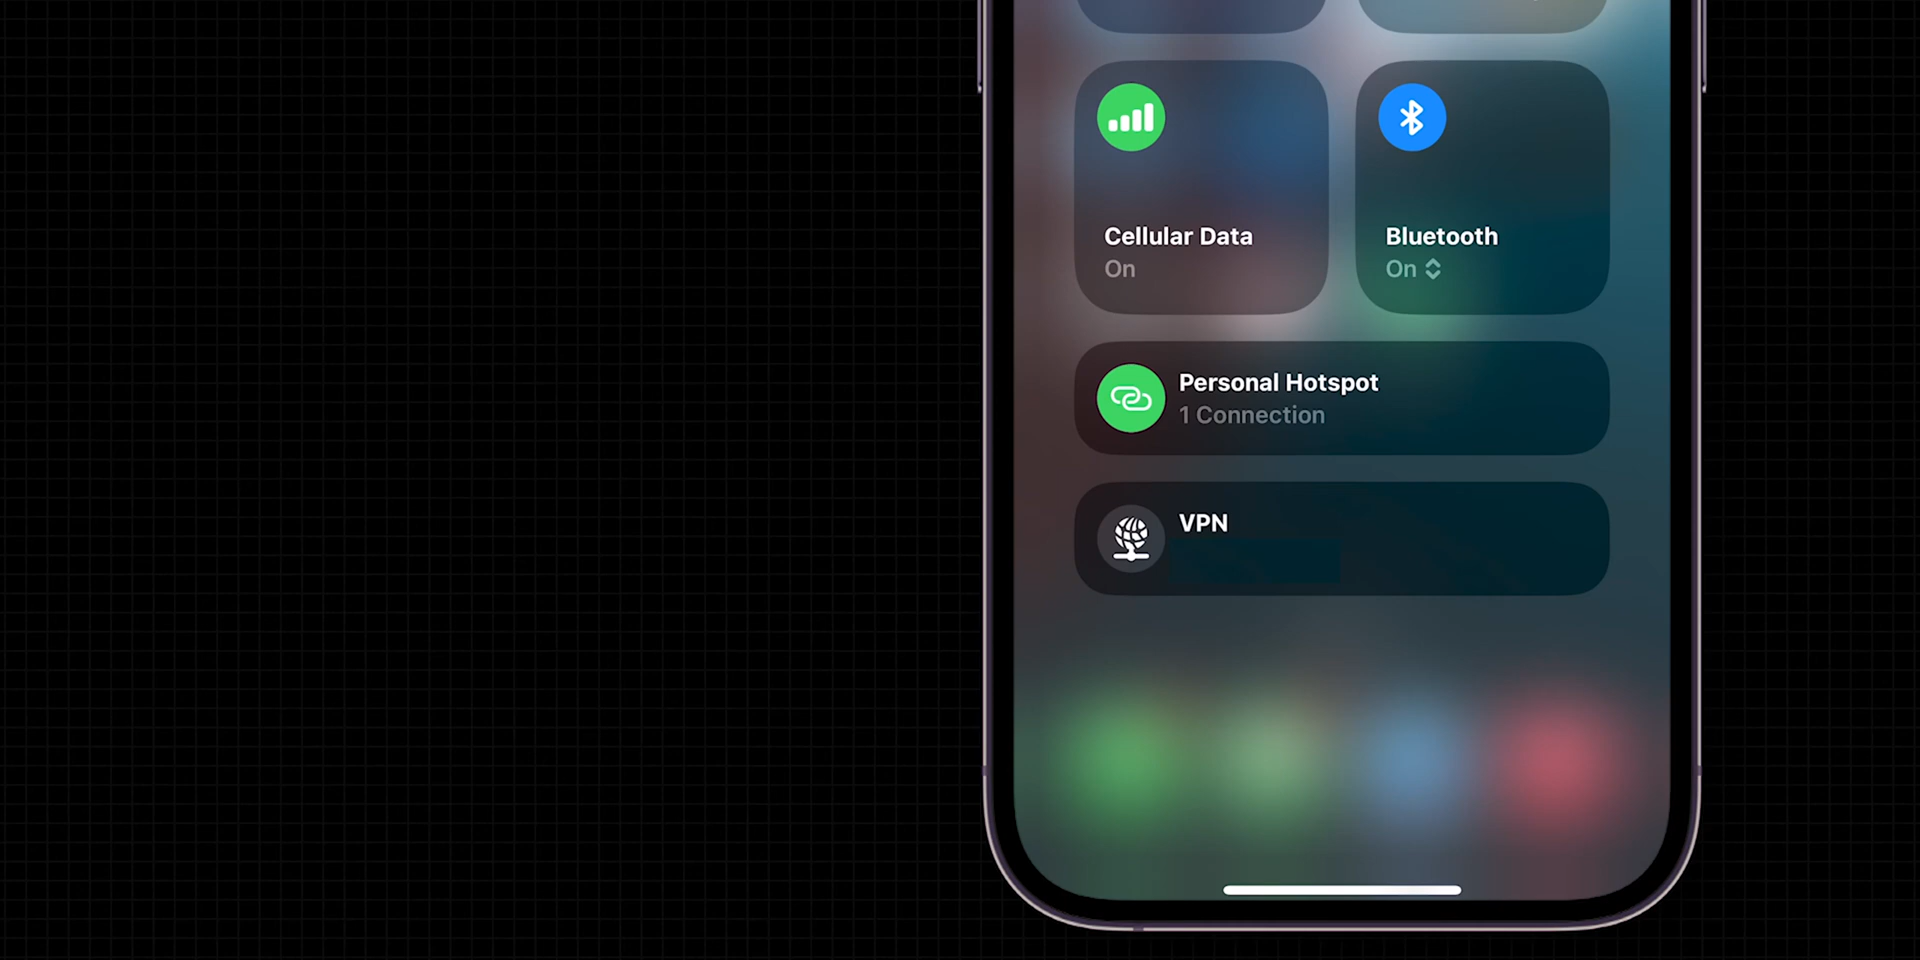 Cellular Data
On
Bluetooth
On
Personal Hotspot
1 Connection
VPN